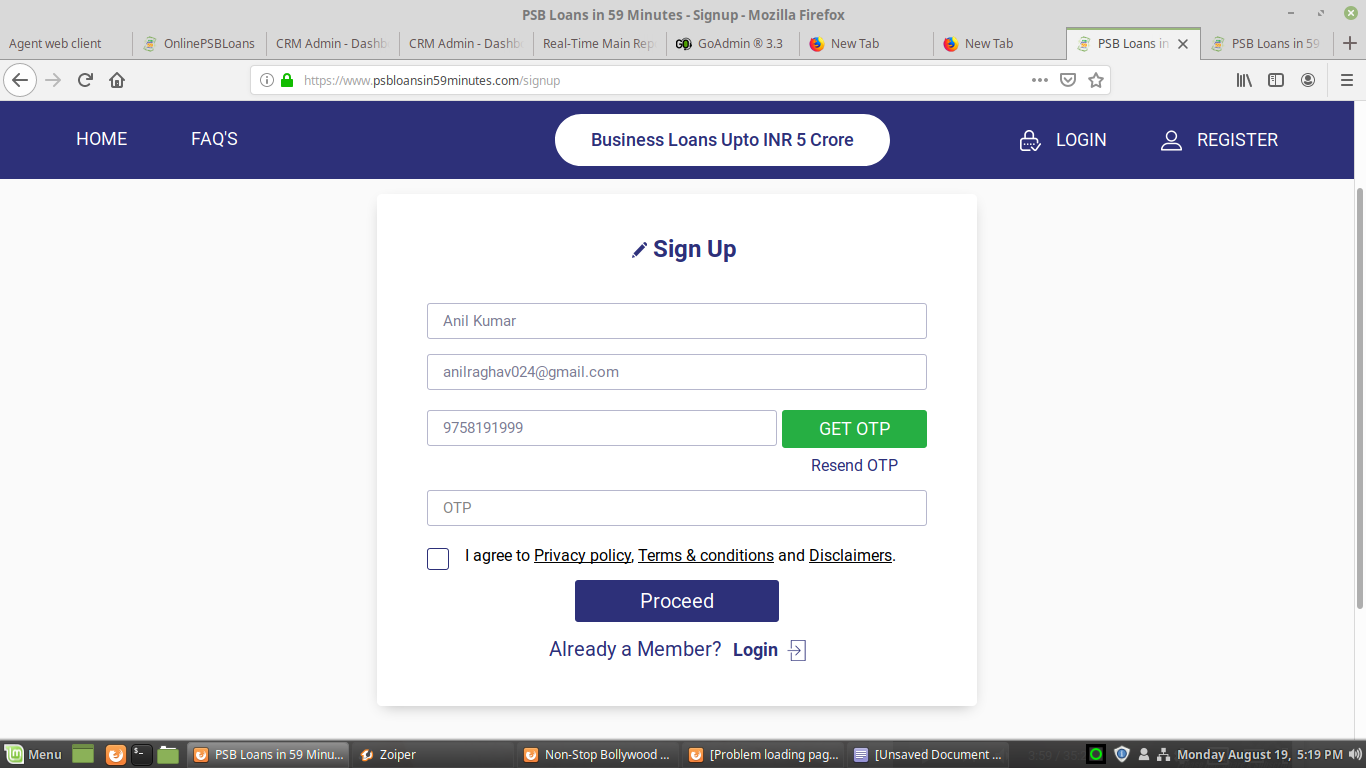 PSB Loans in 59 Minutes - Signup - Mozilla Firefox
Agent web client
OnlinePSBLoans
CRM Admin - Dashb
CRM Admin - Dashb
Real-Time Main Rep
GoAdmin ® 3.3
New Tab
New Tab
PSB Loans in
PSB Loans in 59
https://www.psbloansin59minutes.com/signup
HOME
FAQ'S
Business Loans Upto INR 5 Crore
LOGIN
REGISTER
Sign Up
Anil Kumar
anilraghav024@gmail.com
9758191999
GET OTP
Resend OTP
OTP
I agree to Privacy policy, Terms & conditions and Disclaimers.
Proceed
Already a Member? Login
Menu
PSB Loans in 59 Minu...
Zoiper
Non-Stop Bollywood ...
[Problem loading pag...
[Unsaved Document ...
Monday August 19, 5:19 PM